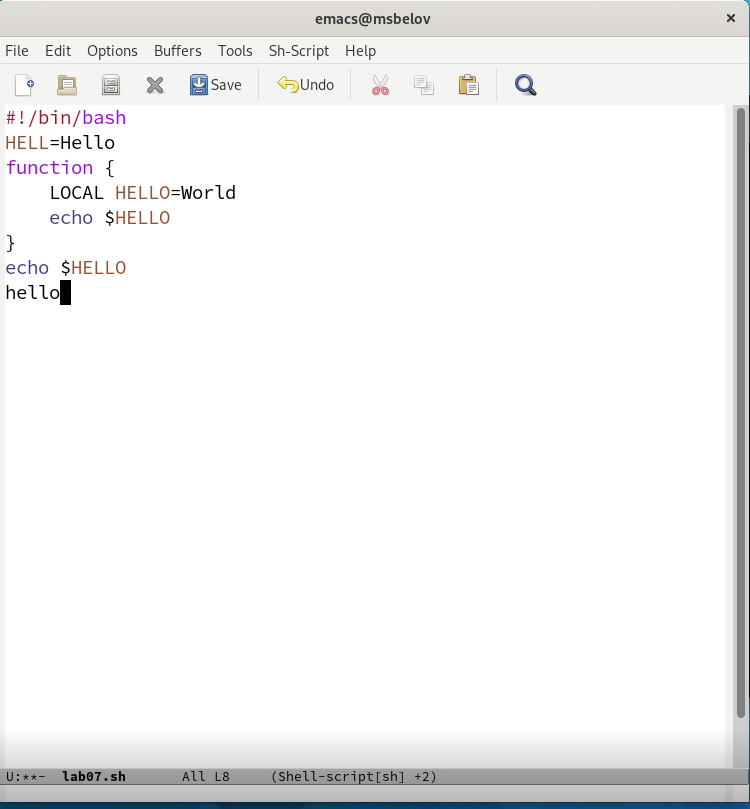 emacs@msbelov ×
File Edit Options Buffers Tools Sh-Script Help
Save Undo
#!/bin/bash
HELL=Hello
function {
    LOCAL HELLO=World
    echo $HELLO
}
echo $HELLO
hello
U:**- lab07.sh All L8 (Shell-script[sh] +2)